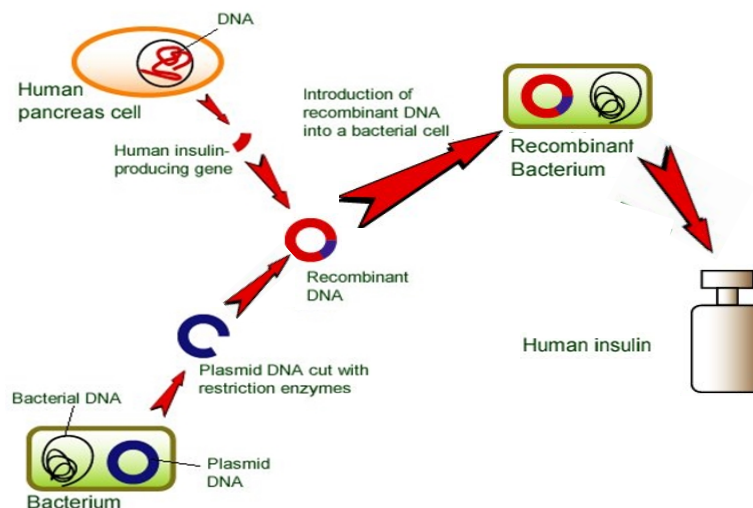 DNA
Human
pancreas cell
Human insulin-
producing gene
Introduction of
recombinant DNA
into a bacterial cell
Recombinant
Bacterium
Recombinant
DNA
Human insulin
Plasmid DNA cut with
restriction enzymes
Bacterial DNA
Plasmid
DNA
Bacterium